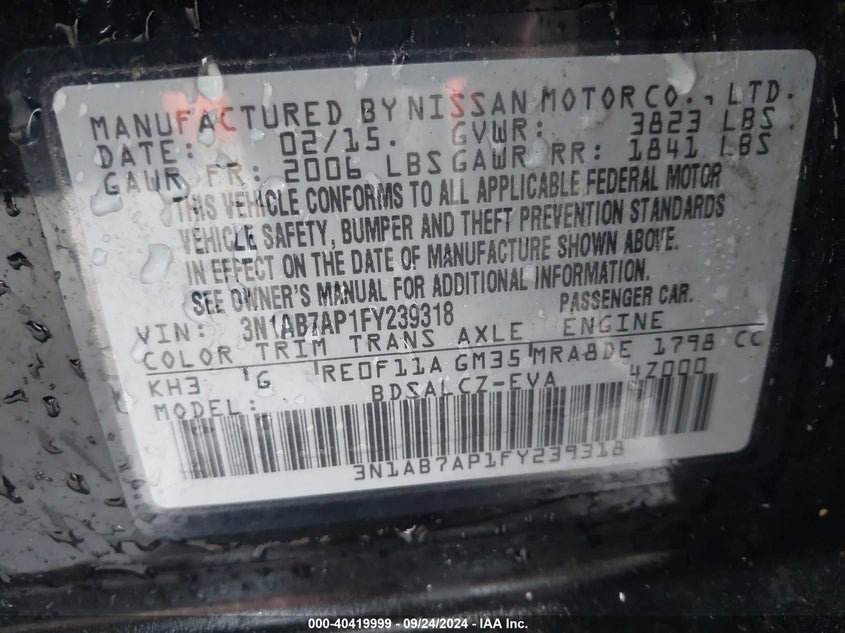 MANUFACTURED BY NISSAN MOTOR CO., LTD.
DATE: 02/15. GVWR: 3823 LBS
GAWR FR: 2006 LBS GAWR RR: 1841 LBS
THIS VEHICLE CONFORMS TO ALL APPLICABLE FEDERAL MOTOR
VEHICLE SAFETY, BUMPER AND THEFT PREVENTION STANDARDS
IN EFFECT ON THE DATE OF MANUFACTURE SHOWN ABOVE.
SEE OWNER'S MANUAL FOR ADDITIONAL INFORMATION.
VIN: 3N1AB7AP1FY239318 PASSENGER CAR.
COLOR TRIM TRANS AXLE ENGINE
KH3 G RE0F11A GM35 MRA8DE 1798 CC
MODEL: BDSALCZ-EVA 4Z000
3N1AB7AP1FY239318
000-40419999 - 09/24/2024 - IAA Inc.